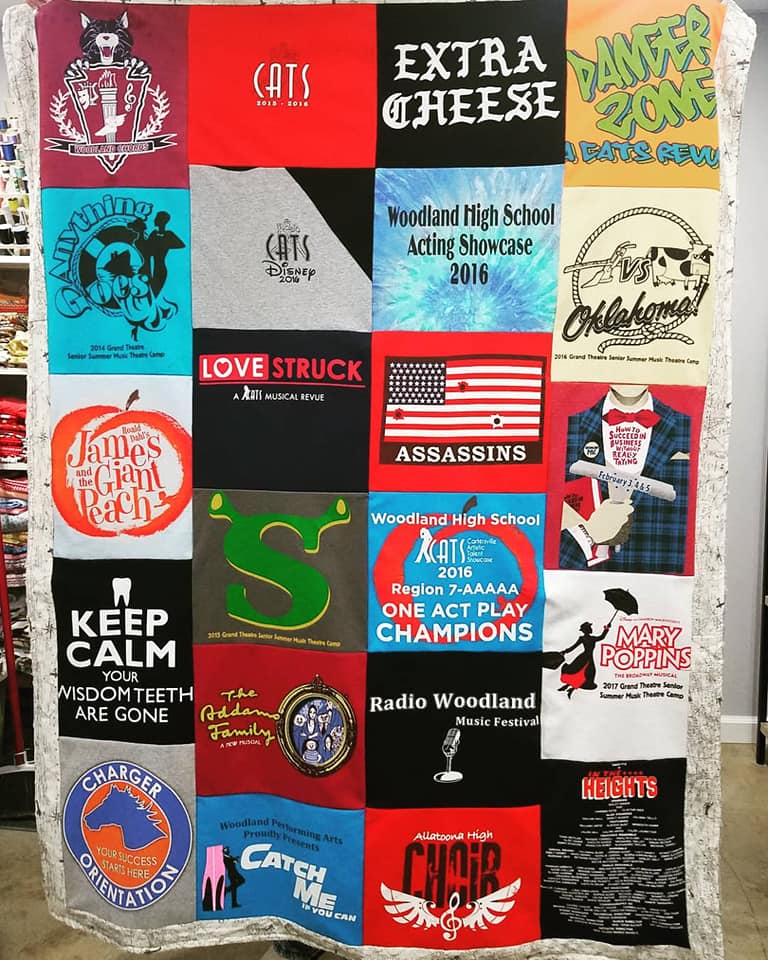 WOODLAND CHORUS
CATS
2015 - 2016
EXTRA
CHEESE
DANGER
ZONE
A CATS REVU
Anything
Goes
2014 Grand Theatre
Senior Summer Music Theatre Camp
CATS
DISNEY
2016
Woodland High School
Acting Showcase
2016
VS
Oklahoma!
2016 Grand Theatre Senior Summer Music Theatre Camp
Roald
Dahl's
James
and the
Giant
Peach
LOVE STRUCK
A CATS MUSICAL REVUE
ASSASSINS
HOW TO
SUCCEED IN
BUSINESS
WITHOUT
REALLY
TRYING
February 3, 4 & 5
S
2015 Grand Theatre Senior Summer Music Theatre Camp
Woodland High School
CATS
Cartersville
Artistic
Talent
Showcase
2016
Region 7-AAAAA
ONE ACT PLAY
CHAMPIONS
KEEP
CALM
YOUR
WISDOM TEETH
ARE GONE
MARY
POPPINS
THE BROADWAY MUSICAL
2017 Grand Theatre Senior
Summer Music Theatre Camp
The
Addams
Family
A NEW MUSICAL
Radio Woodland
Music Festival
CHARGER
YOUR SUCCESS
STARTS HERE
ORIENTATION
Woodland Performing Arts
Proudly Presents
CATCH
ME
IF YOU CAN
Allatoona High
CHOIR
IN THE
HEIGHTS